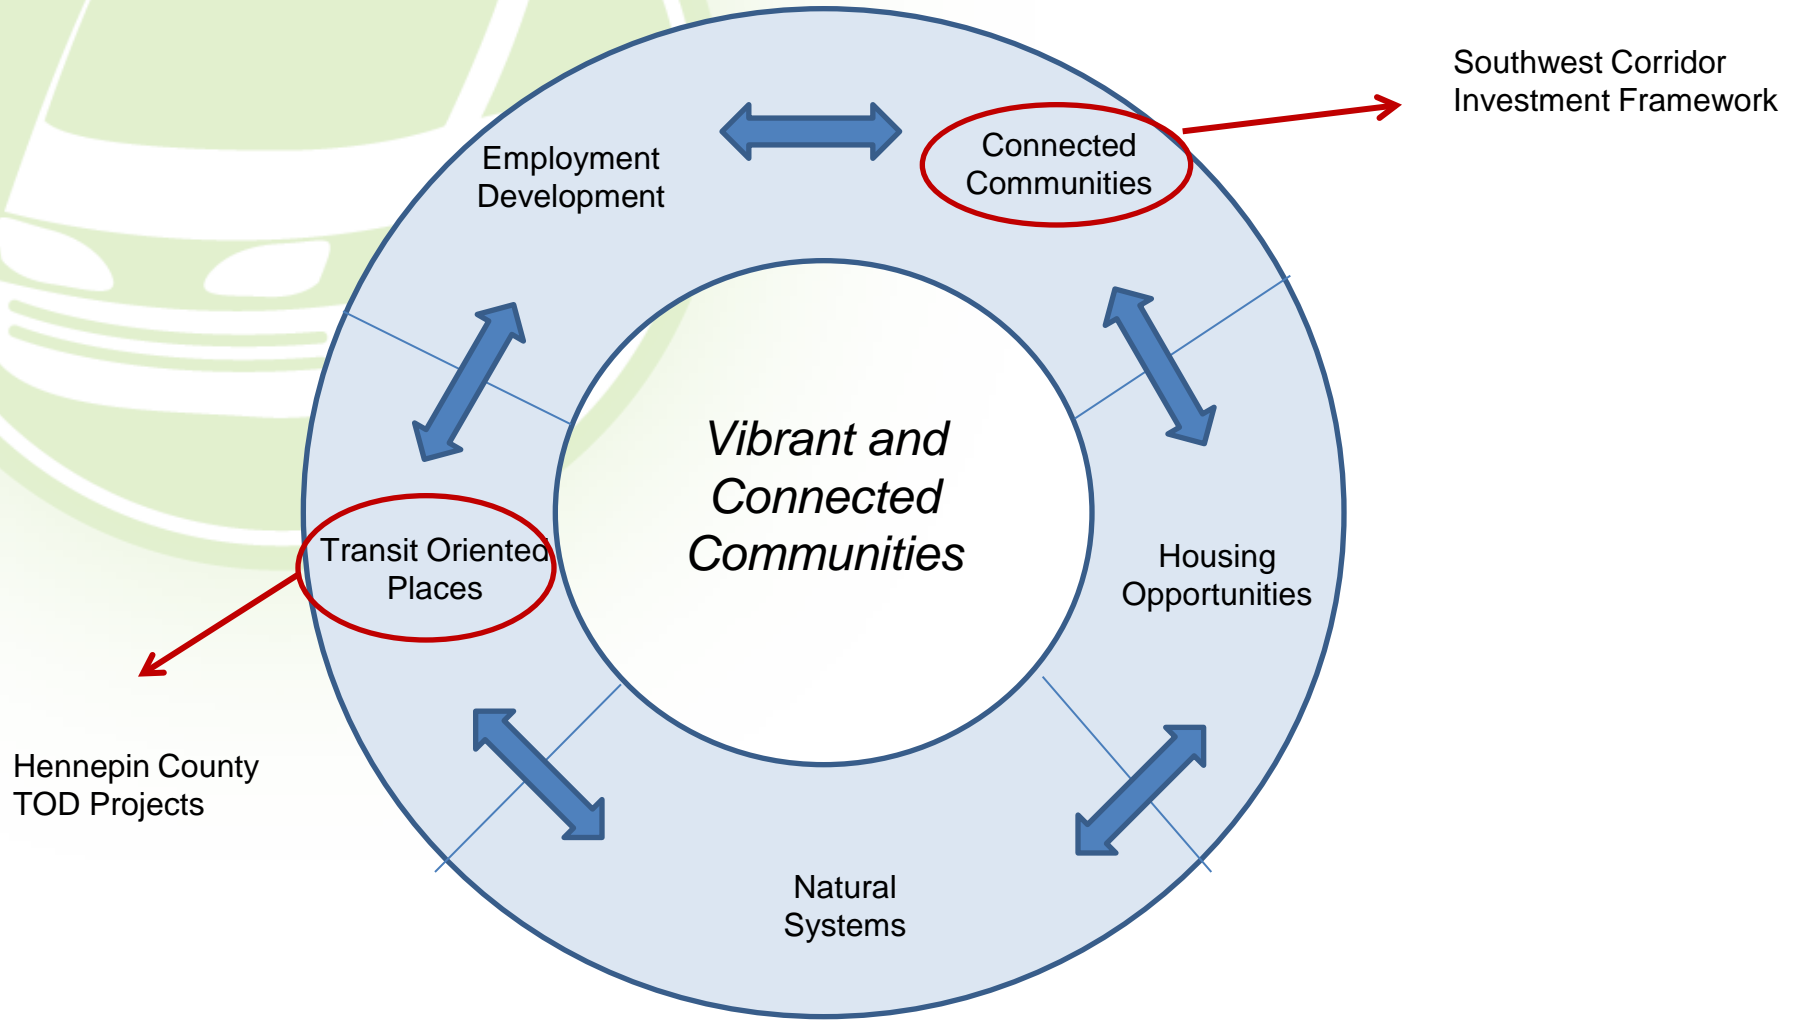 Southwest Corridor
Investment Framework
Connected
Communities
Employment
Development
Vibrant and
Connected
Communities
Transit Oriented
Places
Housing
Opportunities
Hennepin County
TOD Projects
Natural
Systems